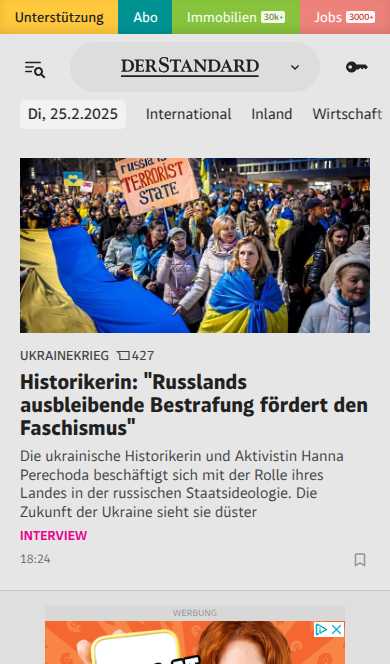 Unterstützung Abo Immobilien 30k+ Jobs 3000+
DERSTANDARD
Di, 25.2.2025 International Inland Wirtschaft
russia is
TERRORIST
STATE
UKRAINEKRIEG 427
Historikerin: "Russlands
ausbleibende Bestrafung fördert den
Faschismus"
Die ukrainische Historikerin und Aktivistin Hanna
Perechoda beschäftigt sich mit der Rolle ihres
Landes in der russischen Staatsideologie. Die
Zukunft der Ukraine sieht sie düster
INTERVIEW
18:24
WERBUNG